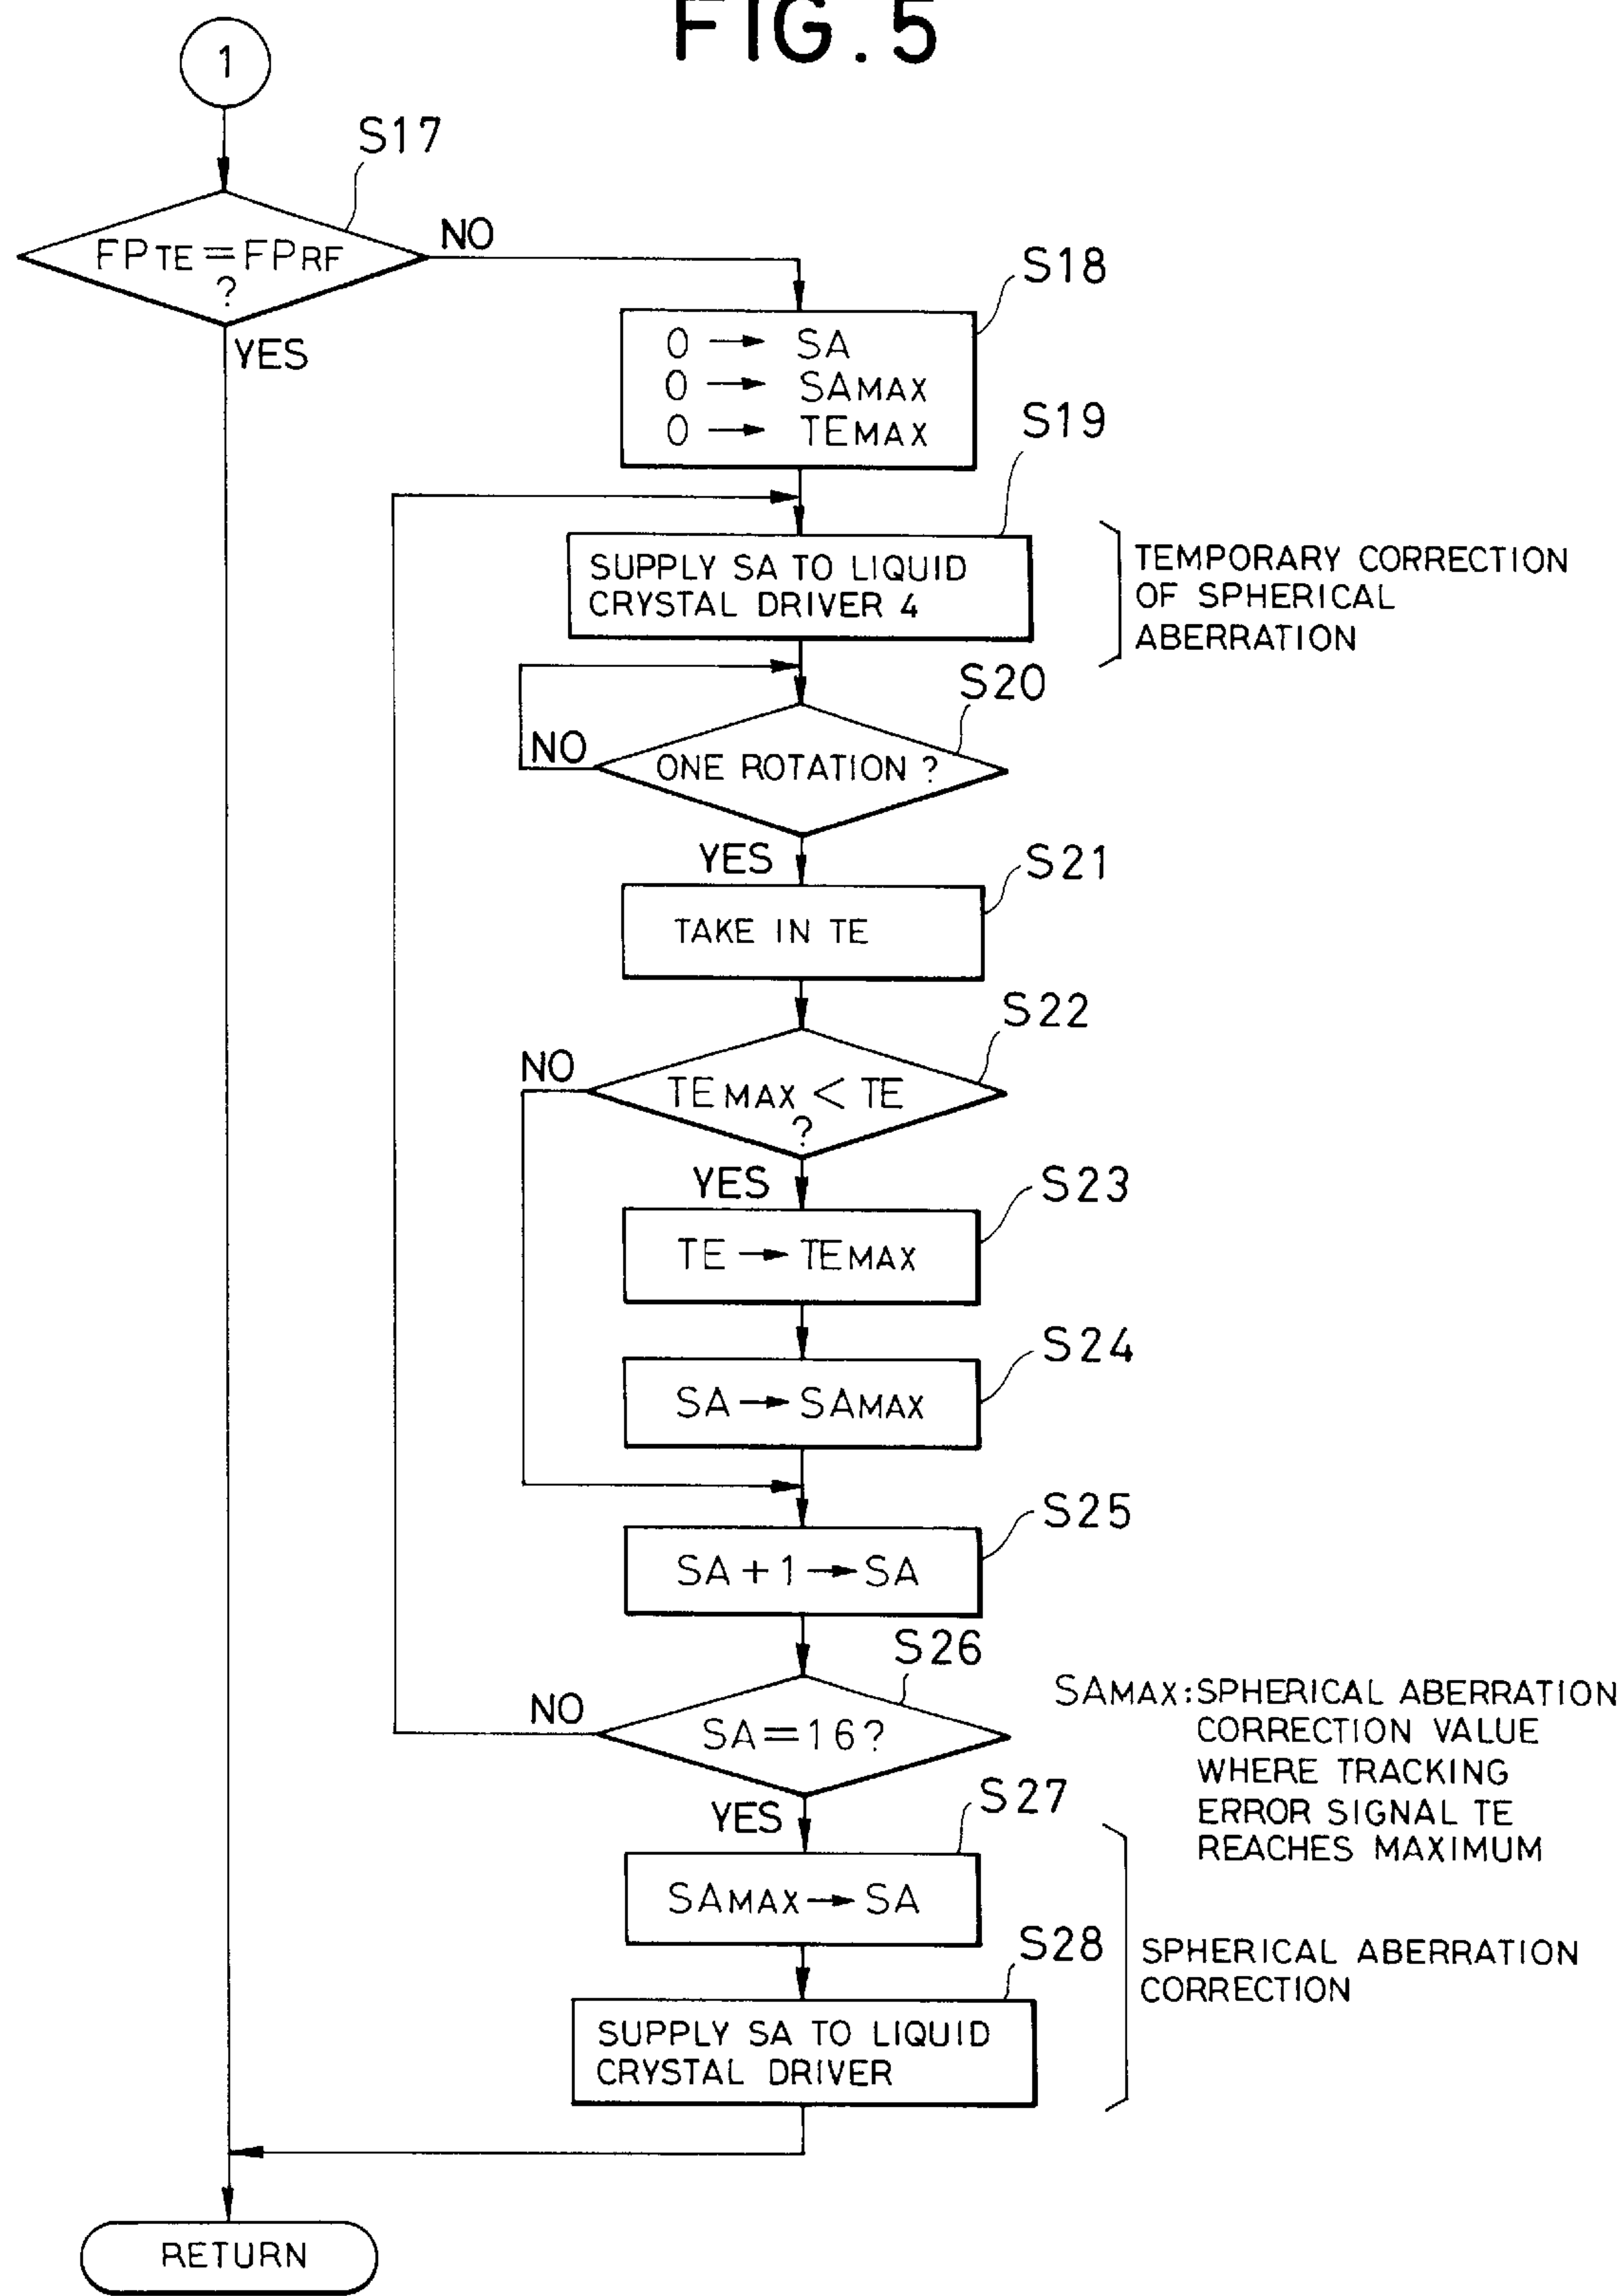 FIG. 5
1
S17
FPTE=FPRF
?
NO
YES
S18
0 → SA
0 → SAMAX
0 → TEMAX
S19
SUPPLY SA TO LIQUID
CRYSTAL DRIVER 4
TEMPORARY CORRECTION
OF SPHERICAL
ABERRATION
S20
NO
ONE ROTATION ?
YES
S21
TAKE IN TE
S22
NO
TEMAX < TE
?
YES
S23
TE → TEMAX
S24
SA → SAMAX
S25
SA + 1 → SA
S26
NO
SA = 16?
YES
SAMAX: SPHERICAL ABERRATION
CORRECTION VALUE
WHERE TRACKING
ERROR SIGNAL TE
REACHES MAXIMUM
S27
SAMAX → SA
S28
SUPPLY SA TO LIQUID
CRYSTAL DRIVER
SPHERICAL ABERRATION
CORRECTION
RETURN